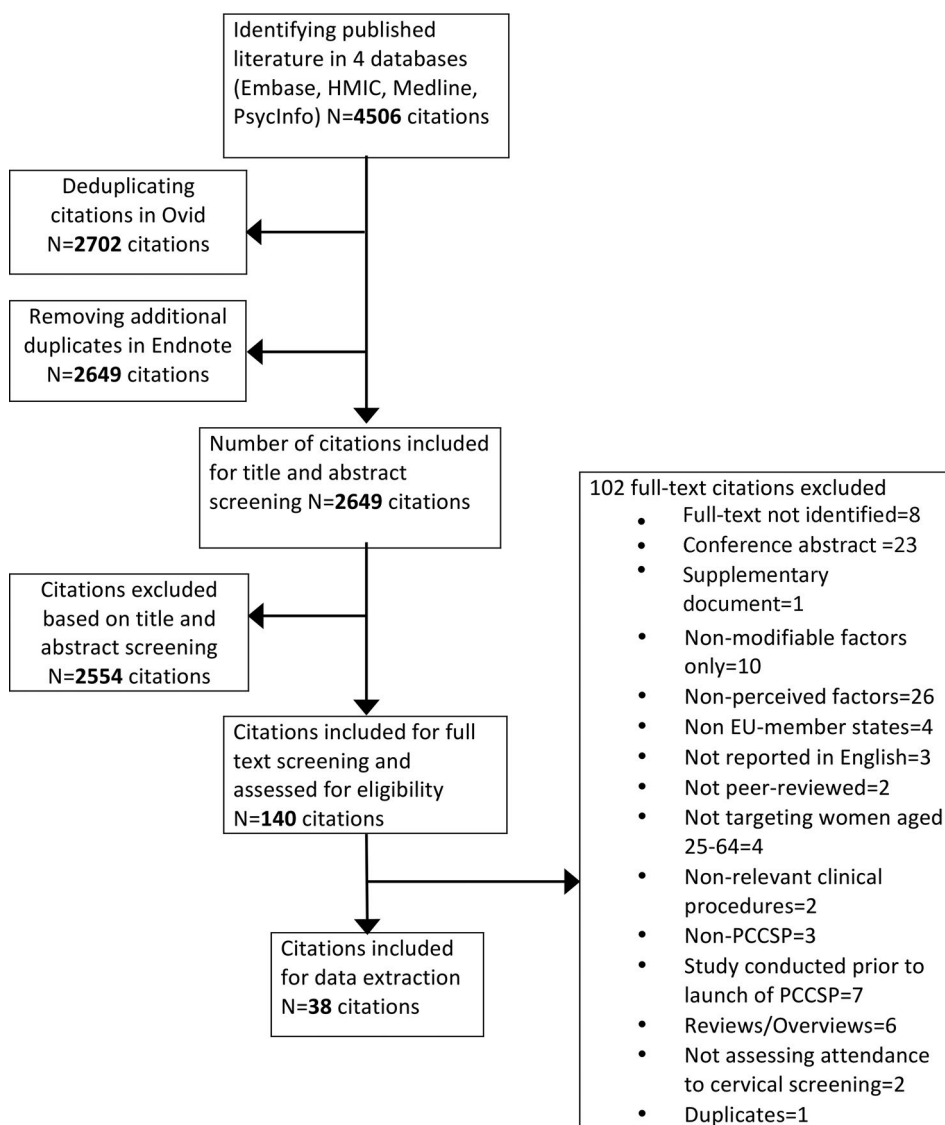 Identifying published
literature in 4 databases
(Embase, HMIC, Medline,
PsycInfo) N=4506 citations
Deduplicating
citations in Ovid
N=2702 citations
Removing additional
duplicates in Endnote
N=2649 citations
Number of citations included
for title and abstract
screening N=2649 citations
Citations excluded
based on title and
abstract screening
N=2554 citations
Citations included for full
text screening and
assessed for eligibility
N=140 citations
102 full-text citations excluded
• Full-text not identified=8
• Conference abstract =23
• Supplementary
document=1
• Non-modifiable factors
only=10
• Non-perceived factors=26
• Non EU-member states=4
• Not reported in English=3
• Not peer-reviewed=2
• Not targeting women aged
25-64=4
• Non-relevant clinical
procedures=2
• Non-PCCSP=3
• Study conducted prior to
launch of PCCSP=7
• Reviews/Overviews=6
• Not assessing attendance
to cervical screening=2
• Duplicates=1
Citations included
for data extraction
N=38 citations